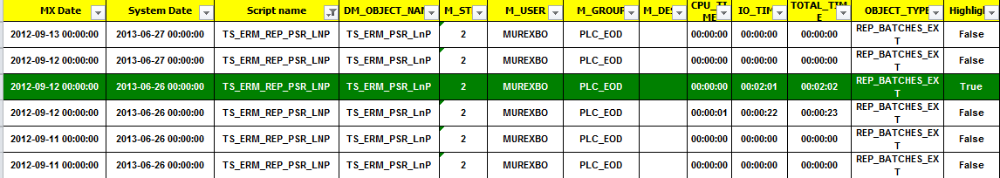 MX Date System Date Script name DM_OBJECT_NAM M_ST M_USER M_GROUP M_DES CPU_TI ME IO_TIM TOTAL_TIM E OBJECT_TYPE Highligh
2012-09-13 00:00:00 2013-06-27 00:00:00 TS_ERM_REP_PSR_LNP TS_ERM_PSR_LnP 2 MUREXBO PLC_EOD 00:00:00 00:00:00 00:00:00 REP_BATCHES_EX T False
2012-09-12 00:00:00 2013-06-27 00:00:00 TS_ERM_REP_PSR_LNP TS_ERM_PSR_LnP 2 MUREXBO PLC_EOD 00:00:00 00:00:00 00:00:00 REP_BATCHES_EX T False
2012-09-12 00:00:00 2013-06-26 00:00:00 TS_ERM_REP_PSR_LNP TS_ERM_PSR_LnP 2 MUREXBO PLC_EOD 00:00:00 00:02:01 00:02:02 REP_BATCHES_EX T True
2012-09-12 00:00:00 2013-06-26 00:00:00 TS_ERM_REP_PSR_LNP TS_ERM_PSR_LnP 2 MUREXBO PLC_EOD 00:00:01 00:00:22 00:00:23 REP_BATCHES_EX T False
2012-09-11 00:00:00 2013-06-26 00:00:00 TS_ERM_REP_PSR_LNP TS_ERM_PSR_LnP 2 MUREXBO PLC_EOD 00:00:00 00:00:00 00:00:00 REP_BATCHES_EX T False
2012-09-11 00:00:00 2013-06-26 00:00:00 TS_ERM_REP_PSR_LNP TS_ERM_PSR_LnP 2 MUREXBO PLC_EOD 00:00:00 00:00:00 00:00:00 REP_BATCHES_EX T False